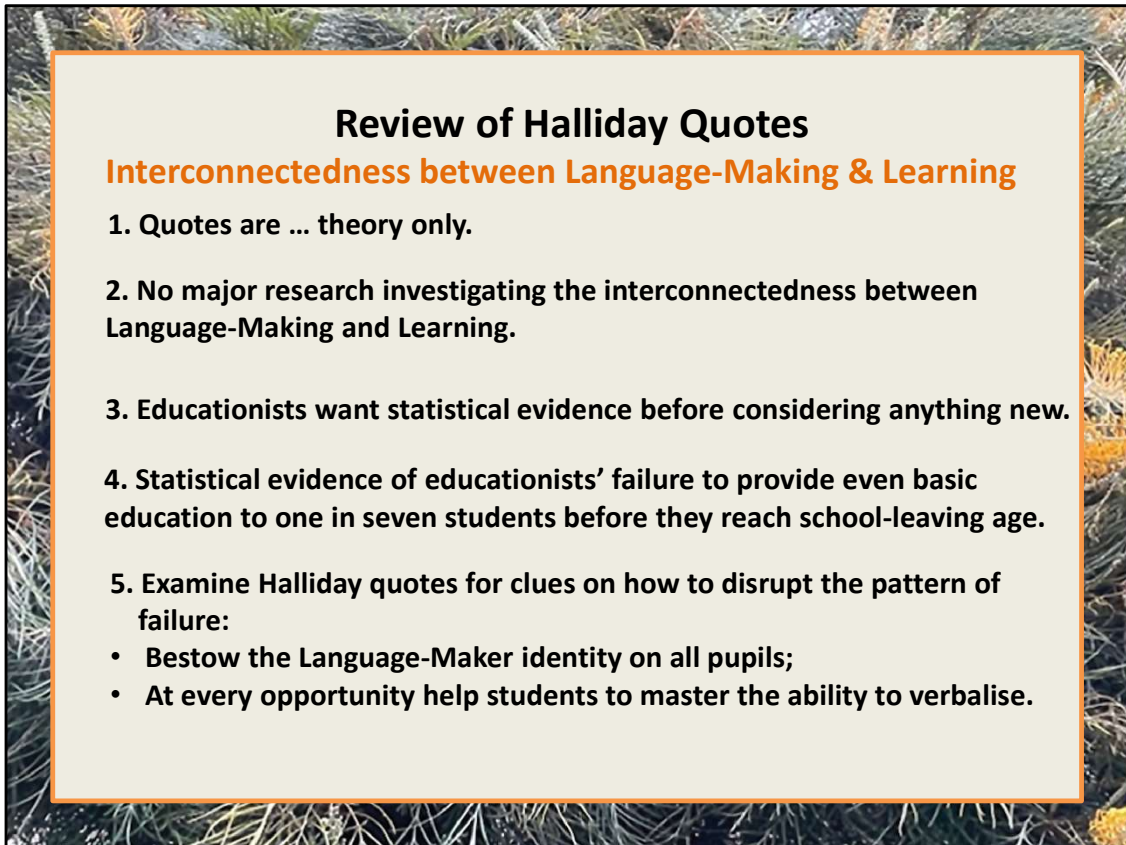 Review of Halliday Quotes
Interconnectedness between Language-Making & Learning
1. Quotes are … theory only.
2. No major research investigating the interconnectedness between
Language-Making and Learning.
3. Educationists want statistical evidence before considering anything new.
4. Statistical evidence of educationists’ failure to provide even basic
education to one in seven students before they reach school-leaving age.
5. Examine Halliday quotes for clues on how to disrupt the pattern of
failure:
• Bestow the Language-Maker identity on all pupils;
• At every opportunity help students to master the ability to verbalise.